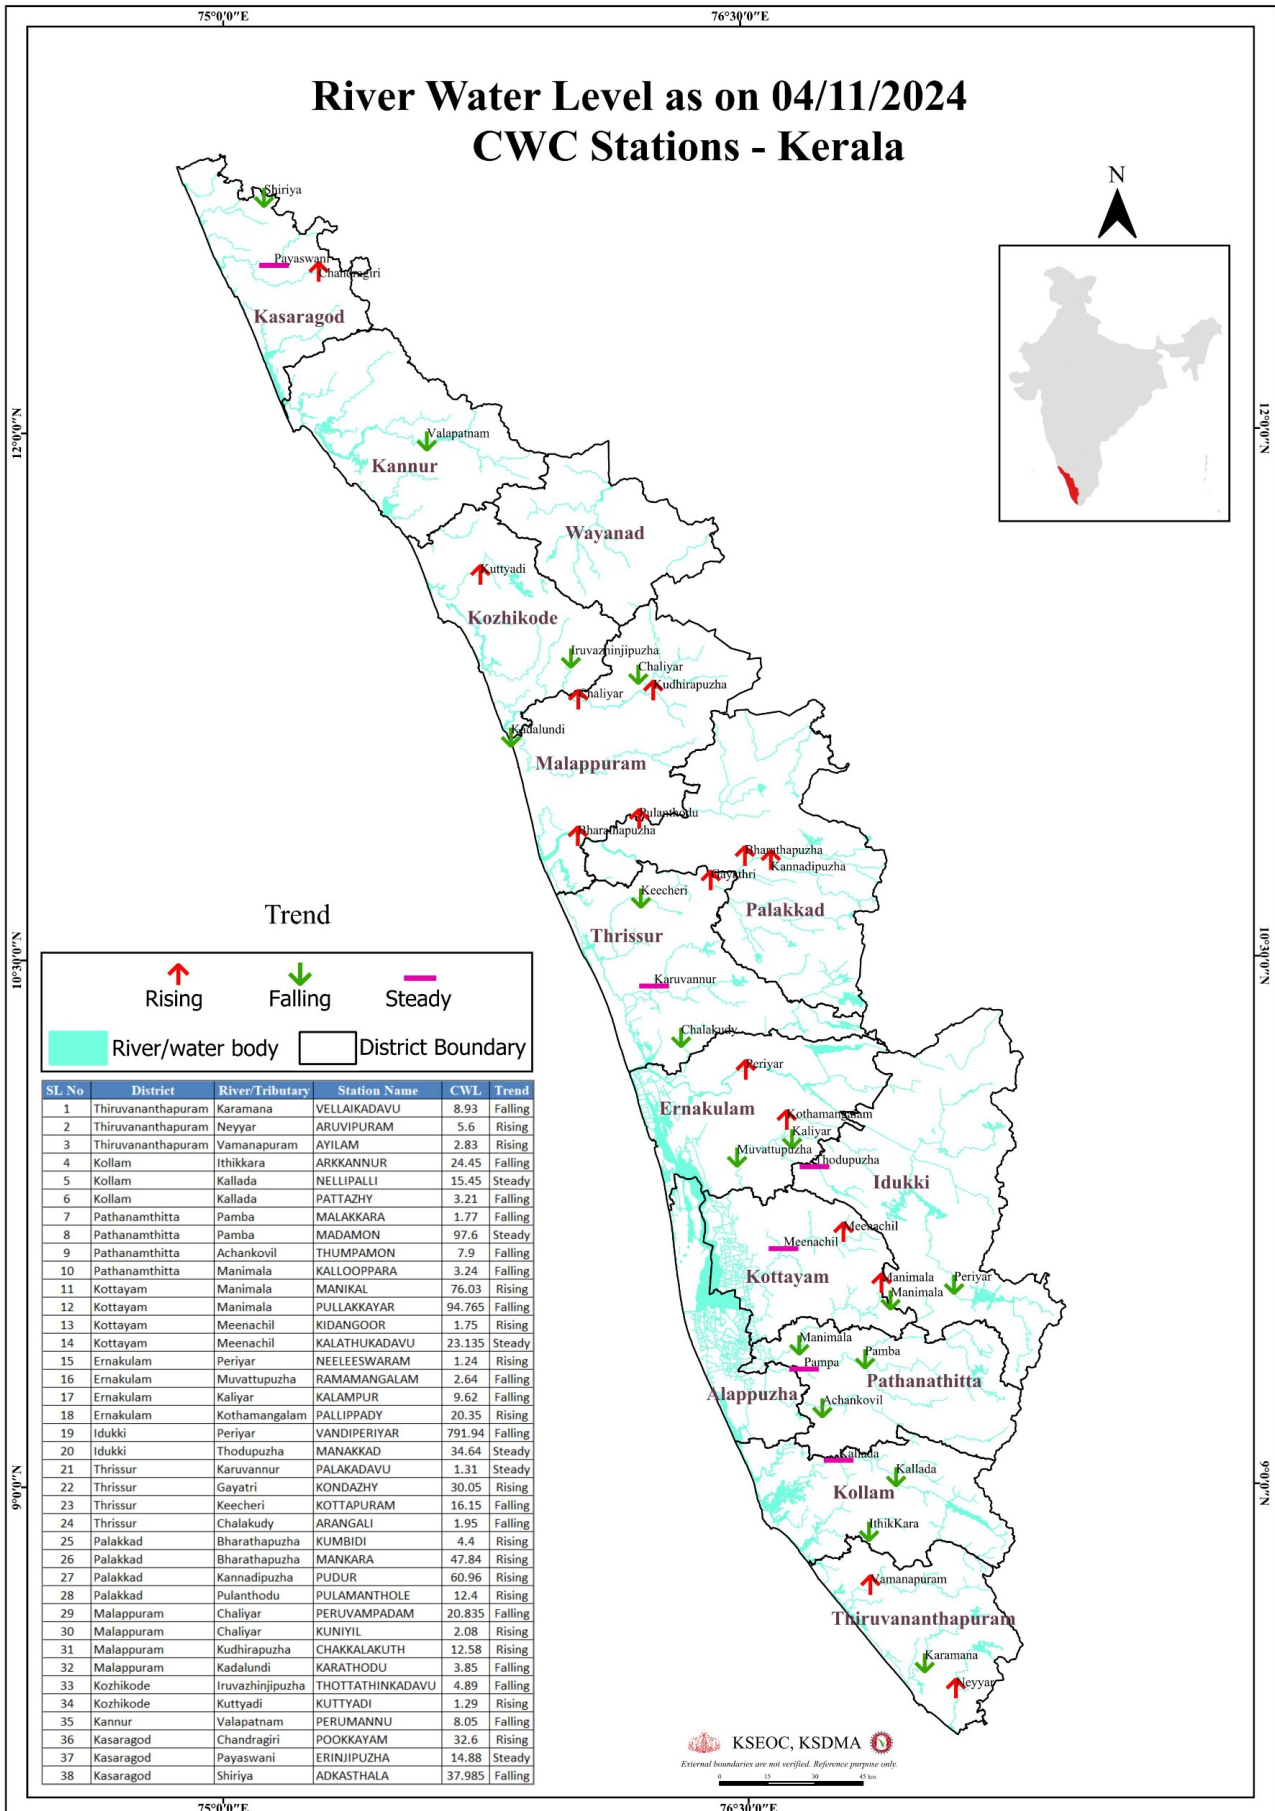 75°0'0"E 76°30'0"E
River Water Level as on 04/11/2024
CWC Stations - Kerala
N
Shiriya
Payaswani
Chandragiri
Kasaragod
12°0'0"N 12°0'0"N
Valapatnam
Kannur
Wayanad
Kuttyadi
Kozhikode
Iruvazhinjipuzha
Chaliyar
Kudhirapuzha
Chaliyar
Kadalundi
Malappuram
Pulanthodu
Bharathapuzha
Bharathapuzha
Kannadipuzha
Gayathri
Keecheri
Palakkad
Thrissur
Karuvannur
Chalakudy
10°30'0"N 10°30'0"N
Trend
Rising Falling Steady
River/water body District Boundary
Periyar
Ernakulam
Kothamangalam
Kaliyar
Muvattupuzha
Thodupuzha
Idukki
Meenachil
Meenachil
Kottayam
Manimala
Periyar
Manimala
Manimala
Pamba
Pampa
Pathanathitta
Alappuzha
Achankovil
Kallada
Kallada
Kollam
IthikKara
9°0'0"N 9°0'0"N
Vamanapuram
Thiruvananthapuram
Karamana
Neyyar
SL No District River/Tributary Station Name CWL Trend
1 Thiruvananthapuram Karamana VELLAIKADAVU 8.93 Falling
2 Thiruvananthapuram Neyyar ARUVIPURAM 5.6 Rising
3 Thiruvananthapuram Vamanapuram AYILAM 2.83 Rising
4 Kollam Ithikkara ARKKANNUR 24.45 Falling
5 Kollam Kallada NELLIPALLI 15.45 Steady
6 Kollam Kallada PATTAZHY 3.21 Falling
7 Pathanamthitta Pamba MALAKKARA 1.77 Falling
8 Pathanamthitta Pamba MADAMON 97.6 Steady
9 Pathanamthitta Achankovil THUMPAMON 7.9 Falling
10 Pathanamthitta Manimala KALLOOPPARA 3.24 Falling
11 Kottayam Manimala MANIKAL 76.03 Rising
12 Kottayam Manimala PULLAKKAYAR 94.765 Falling
13 Kottayam Meenachil KIDANGOOR 1.75 Rising
14 Kottayam Meenachil KALATHUKADAVU 23.135 Steady
15 Ernakulam Periyar NEELEESWARAM 1.24 Rising
16 Ernakulam Muvattupuzha RAMAMANGALAM 2.64 Falling
17 Ernakulam Kaliyar KALAMPUR 9.62 Falling
18 Ernakulam Kothamangalam PALLIPPADY 20.35 Rising
19 Idukki Periyar VANDIPERIYAR 791.94 Falling
20 Idukki Thodupuzha MANAKKAD 34.64 Steady
21 Thrissur Karuvannur PALAKADAVU 1.31 Steady
22 Thrissur Gayatri KONDAZHY 30.05 Rising
23 Thrissur Keecheri KOTTAPURAM 16.15 Falling
24 Thrissur Chalakudy ARANGALI 1.95 Falling
25 Palakkad Bharathapuzha KUMBIDI 4.4 Rising
26 Palakkad Bharathapuzha MANKARA 47.84 Rising
27 Palakkad Kannadipuzha PUDUR 60.96 Rising
28 Palakkad Pulanthodu PULAMANTHOLE 12.4 Rising
29 Malappuram Chaliyar PERUVAMPADAM 20.835 Falling
30 Malappuram Chaliyar KUNIYIL 2.08 Rising
31 Malappuram Kudhirapuzha CHAKKALAKUTH 12.58 Rising
32 Malappuram Kadalundi KARATHODU 3.85 Falling
33 Kozhikode Iruvazhinjipuzha THOTTATHINKADAVU 4.89 Falling
34 Kozhikode Kuttyadi KUTTYADI 1.29 Rising
35 Kannur Valapatnam PERUMANNU 8.05 Falling
36 Kasaragod Chandragiri POOKKAYAM 32.6 Rising
37 Kasaragod Payaswani ERINJIPUZHA 14.88 Steady
38 Kasaragod Shiriya ADKASTHALA 37.985 Falling
KSEOC, KSDMA
External boundaries are not verified. Reference purpose only.
0 15 30 45 km
75°0'0"E 76°30'0"E